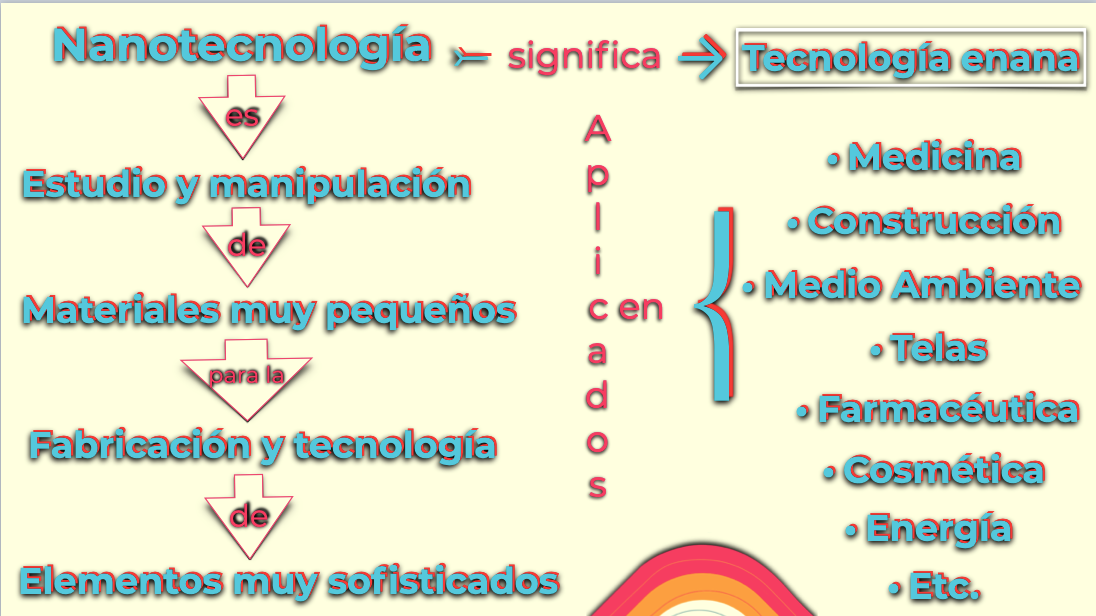 Nanotecnología
significa
Tecnología enana
es
Estudio y manipulación
de
Materiales muy pequeños
para la
Fabricación y tecnología
de
Elementos muy sofisticados
Aplicados
en
• Medicina
• Construcción
• Medio Ambiente
• Telas
• Farmacéutica
• Cosmética
• Energía
• Etc.